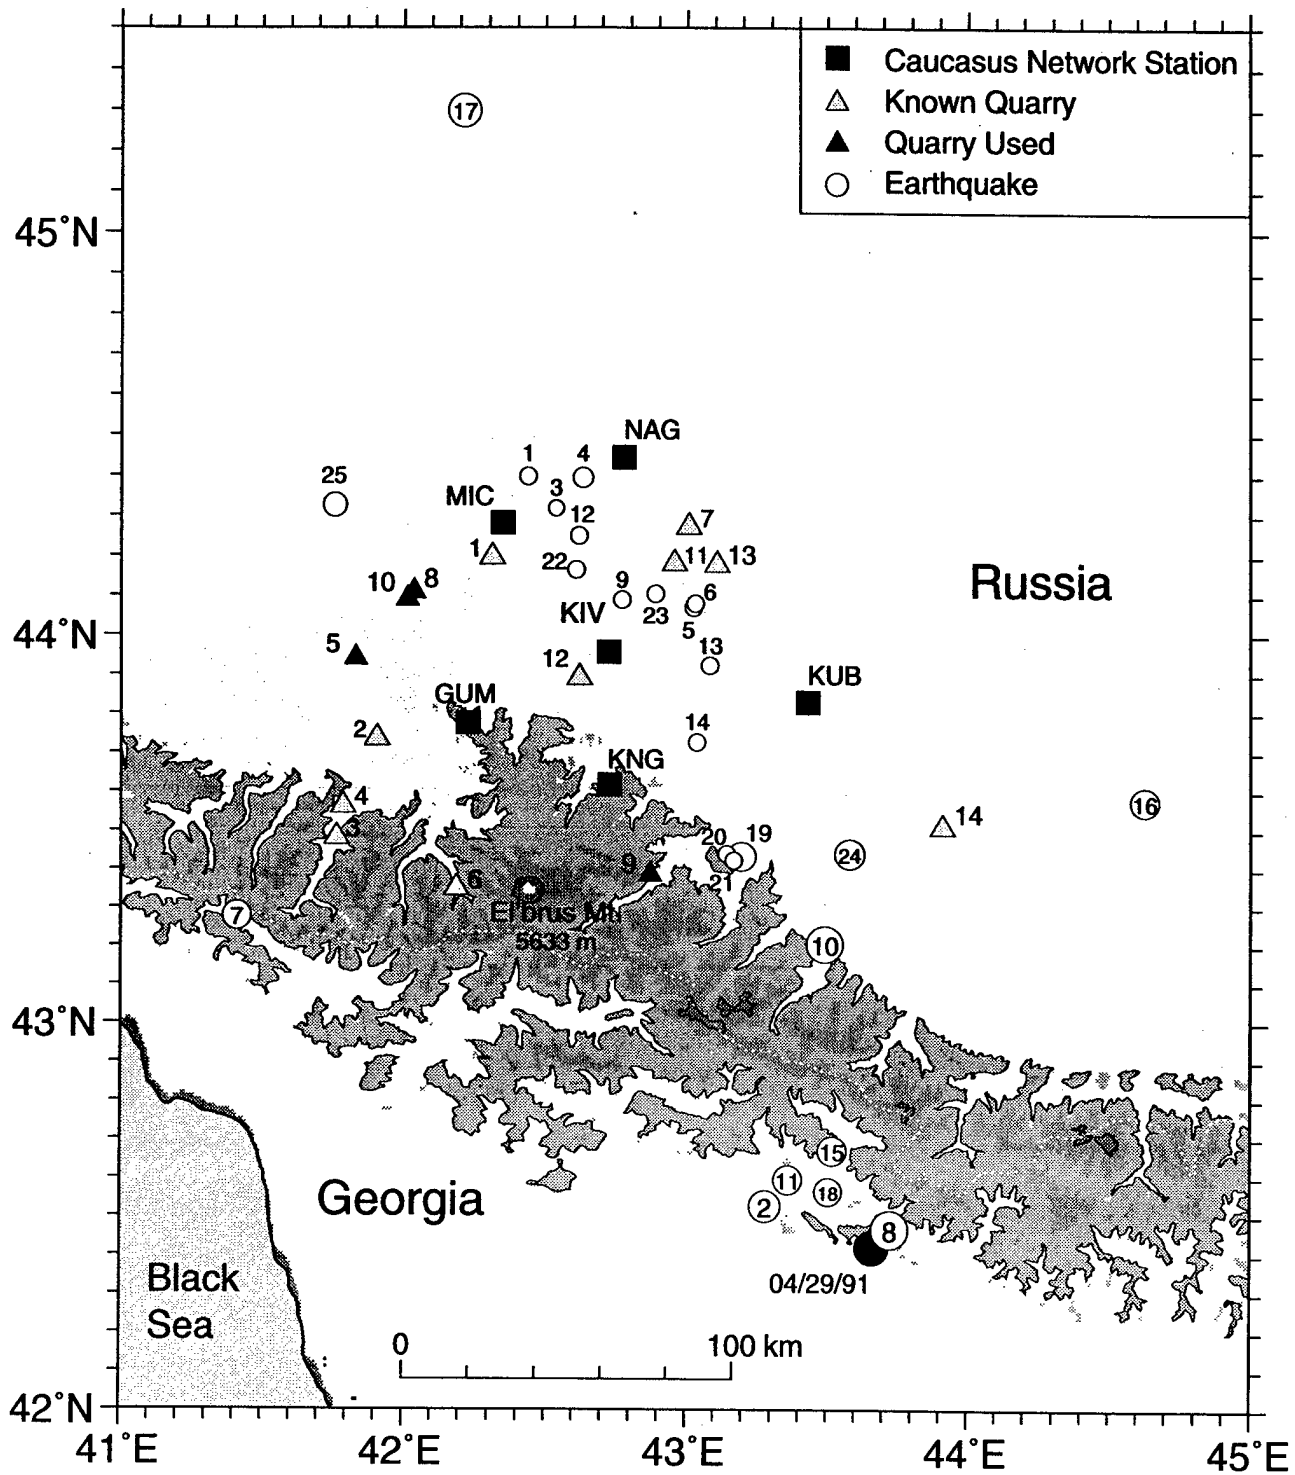 Caucasus Network Station
Known Quarry
Quarry Used
Earthquake
17
45°N
NAG
1
4
25
3
MIC
12
7
1
22
11
13
10
8
9
6
Russia
KIV
23
5
44°N
5
13
12
KUB
GUM
14
2
KNG
4
16
14
3
20
19
24
9
6
21
El'brus Mt.
5633 m
7
10
43°N
15
11
18
2
Georgia
8
04/29/91
Black
Sea
0
100 km
42°N
41°E
42°E
43°E
44°E
45°E